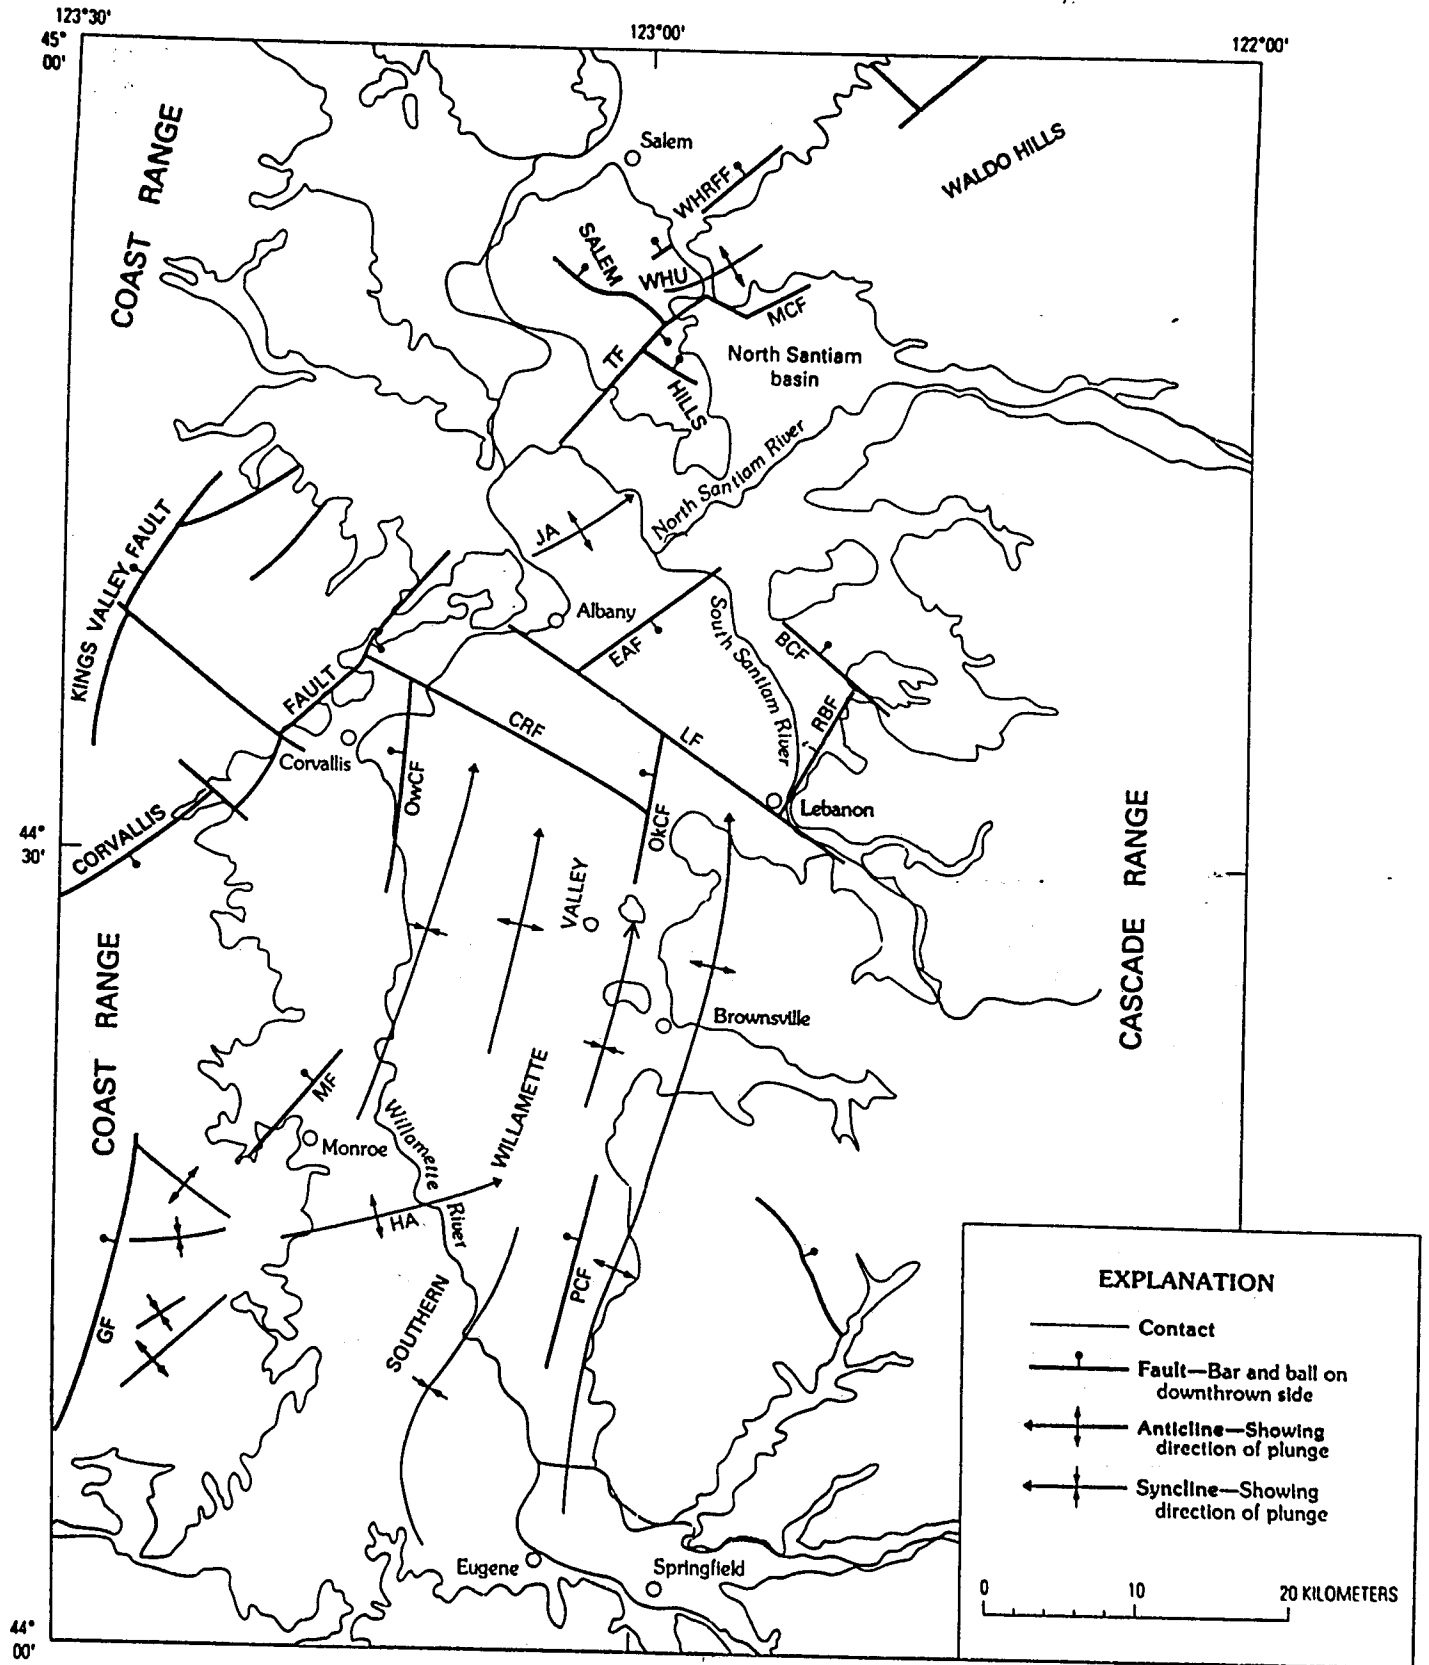 123°30'
123°00'
122°00'
45°
00'
COAST RANGE
Salem
WALDO HILLS
WHRFF
SALEM
WHU
MCF
TF
North Santiam
basin
HILLS
North Santiam River
KINGS VALLEY FAULT
JA
Albany
EAF
South Santiam River
BCF
FAULT
RBF
CRF
LF
Corvallis
OwCF
Lebanon
CORVALLIS
OkCF
44°
30'
VALLEY
CASCADE RANGE
COAST RANGE
Brownsville
MF
WILLAMETTE
Monroe
Willamette
River
HA
PCF
SOUTHERN
GF
Eugene
Springfield
44°
00'
EXPLANATION
Contact
Fault—Bar and ball on
downthrown side
Anticline—Showing
direction of plunge
Syncline—Showing
direction of plunge
0 10 20 KILOMETERS